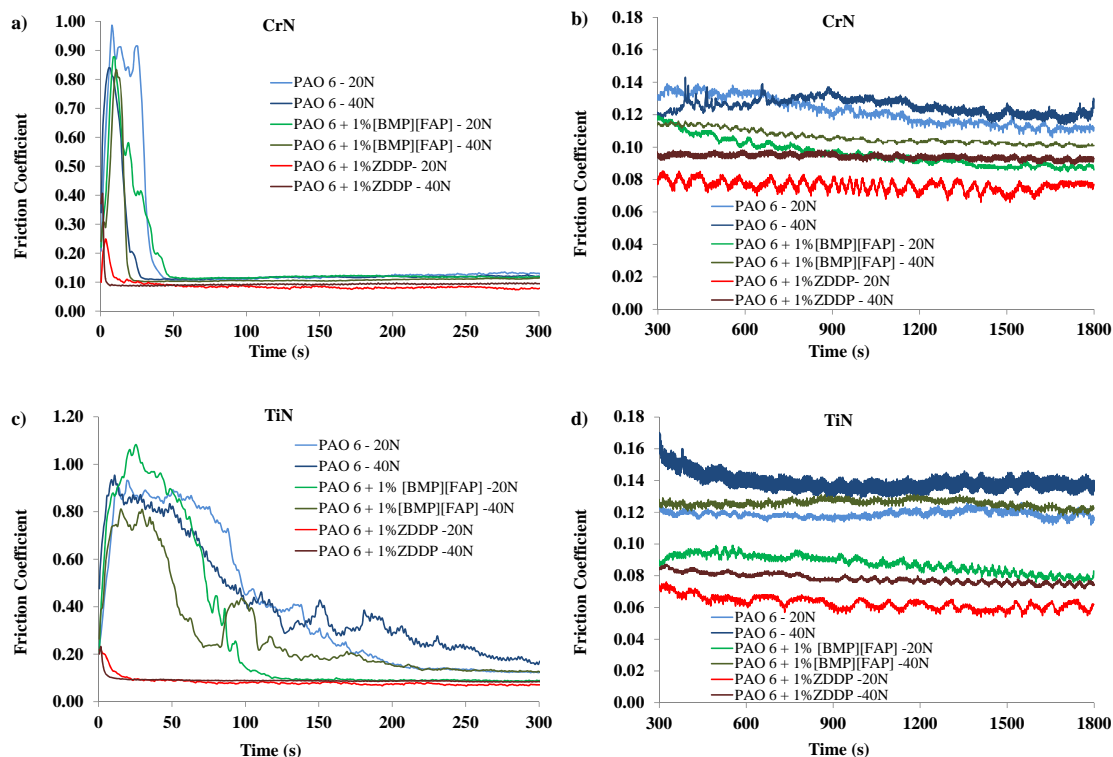 a)
CrN
1.00
0.90
0.80
0.70
0.60
0.50
0.40
0.30
0.20
0.10
0.00
Friction Coefficient
PAO 6 - 20N
PAO 6 - 40N
PAO 6 + 1%[BMP][FAP] - 20N
PAO 6 + 1%[BMP][FAP] - 40N
PAO 6 + 1%ZDDP- 20N
PAO 6 + 1%ZDDP - 40N
0 50 100 150 200 250 300
Time (s)
b)
CrN
0.18
0.16
0.14
0.12
0.10
0.08
0.06
0.04
0.02
0.00
Friction Coefficient
PAO 6 - 20N
PAO 6 - 40N
PAO 6 + 1%[BMP][FAP] - 20N
PAO 6 + 1%[BMP][FAP] - 40N
PAO 6 + 1%ZDDP- 20N
PAO 6 + 1%ZDDP - 40N
300 600 900 1200 1500 1800
Time (s)
c)
TiN
1.20
1.00
0.80
0.60
0.40
0.20
0.00
Friction Coefficient
PAO 6 - 20N
PAO 6 - 40N
PAO 6 + 1% [BMP][FAP] -20N
PAO 6 + 1%[BMP][FAP] -40N
PAO 6 + 1%ZDDP -20N
PAO 6 + 1%ZDDP -40N
0 50 100 150 200 250 300
Time (s)
d)
TiN
0.18
0.16
0.14
0.12
0.10
0.08
0.06
0.04
0.02
0.00
Friction Coefficient
PAO 6 - 20N
PAO 6 - 40N
PAO 6 + 1% [BMP][FAP] -20N
PAO 6 + 1%[BMP][FAP] -40N
PAO 6 + 1%ZDDP -20N
PAO 6 + 1%ZDDP -40N
300 600 900 1200 1500 1800
Time (s)